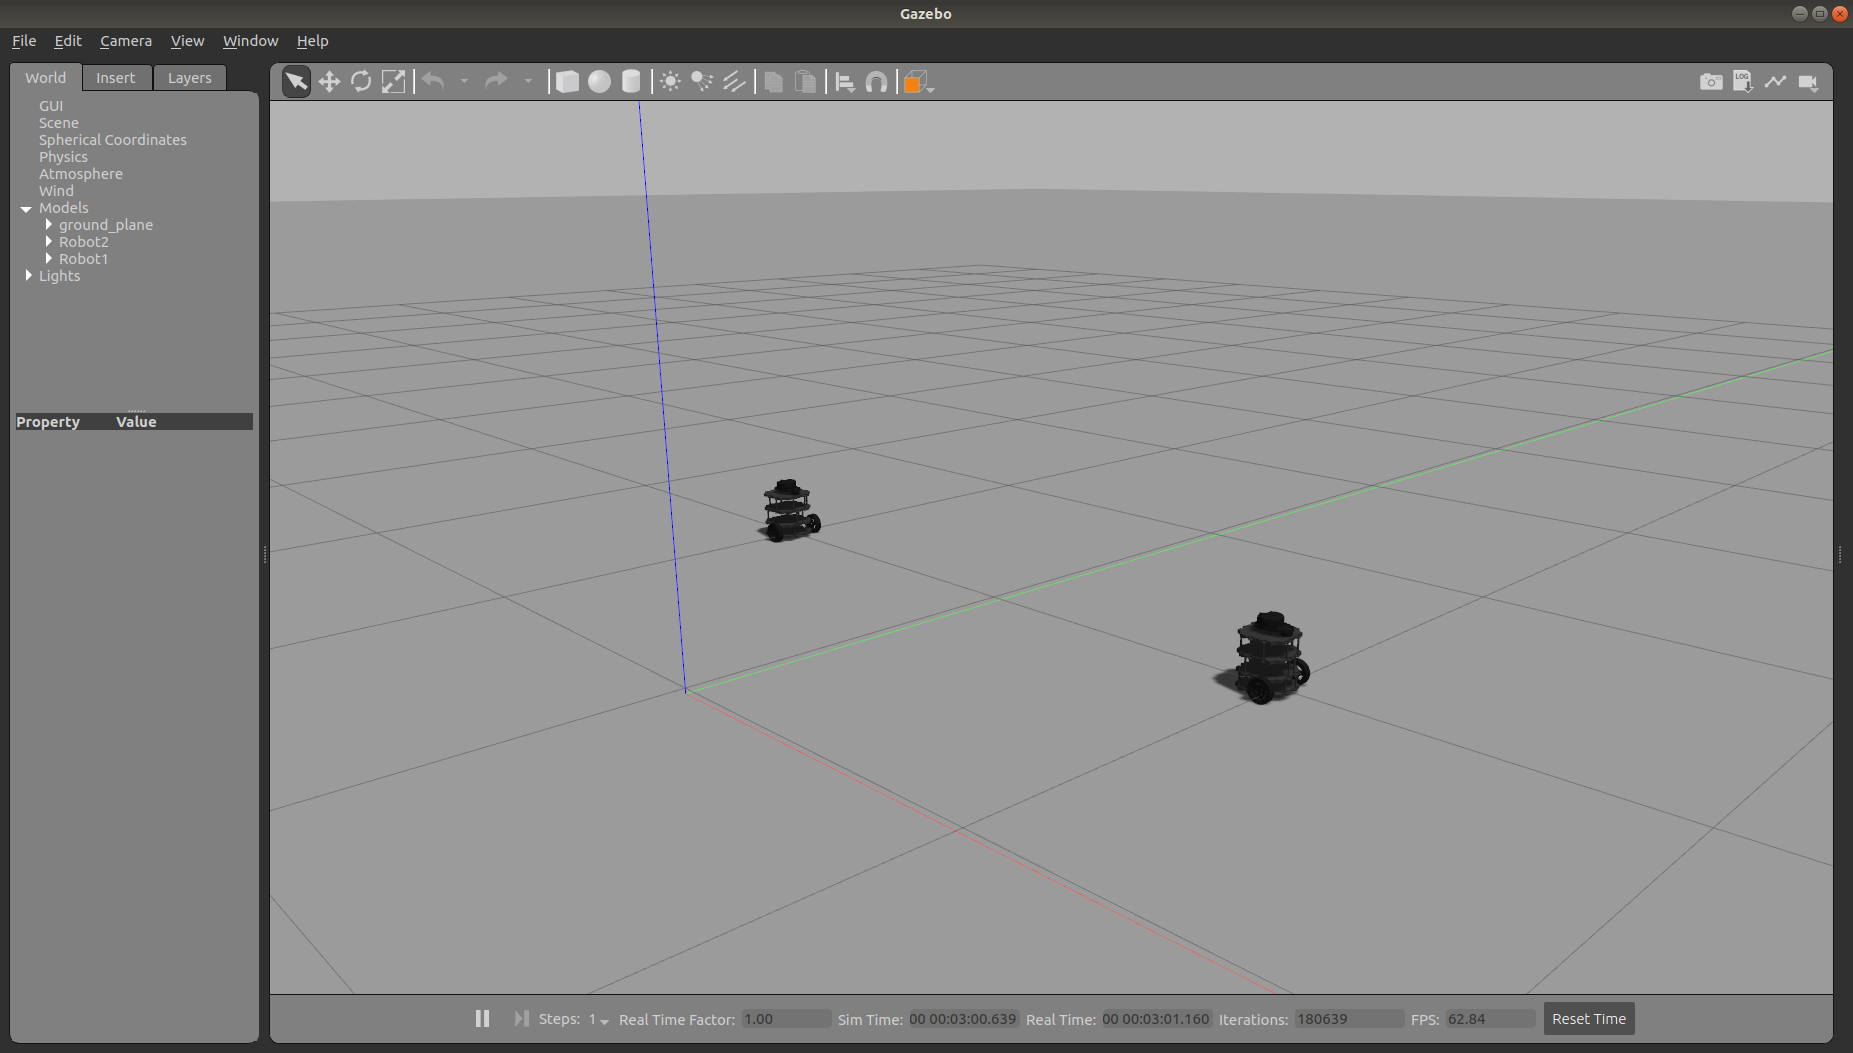 Gazebo
File Edit Camera View Window Help
World Insert Layers
LOG
GUI
Scene
Spherical Coordinates
Physics
Atmosphere
Wind
Models
ground_plane
Robot2
Robot1
Lights
Property Value
Steps: 1 Real Time Factor: 1.00 Sim Time: 00 00:03:00.639 Real Time: 00 00:03:01.160 Iterations: 180639 FPS: 62.84 Reset Time